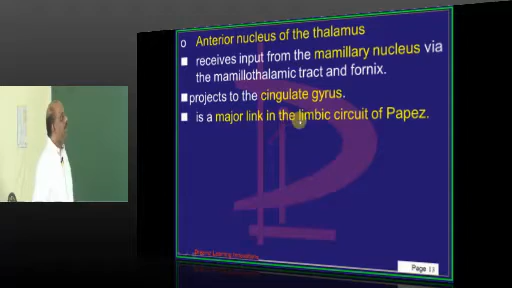 Anterior nucleus of the thalamus
receives input from the mamillary nucleus via
the mamillothalamic tract and fornix.
projects to the cingulate gyrus.
is a major link in the limbic circuit of Papez.
Page 13